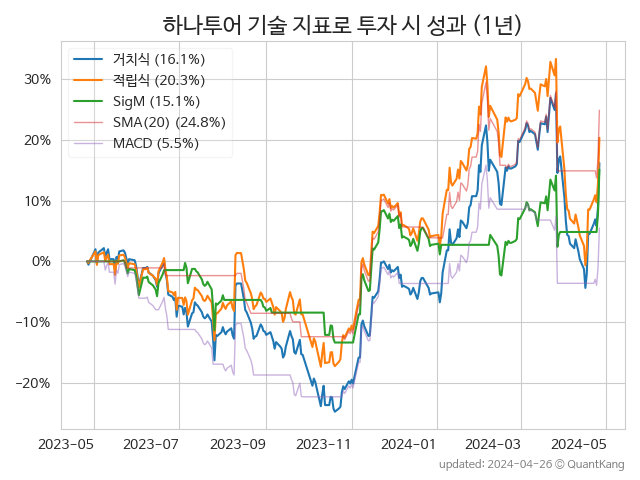 하나투어 기술 지표로 투자 시 성과 (1년)
거치식 (16.1%)
적립식 (20.3%)
SigM (15.1%)
SMA(20) (24.8%)
MACD (5.5%)
30%
20%
10%
0%
−10%
−20%
2023-05 2023-07 2023-09 2023-11 2024-01 2024-03 2024-05
updated: 2024-04-26 © QuantKang